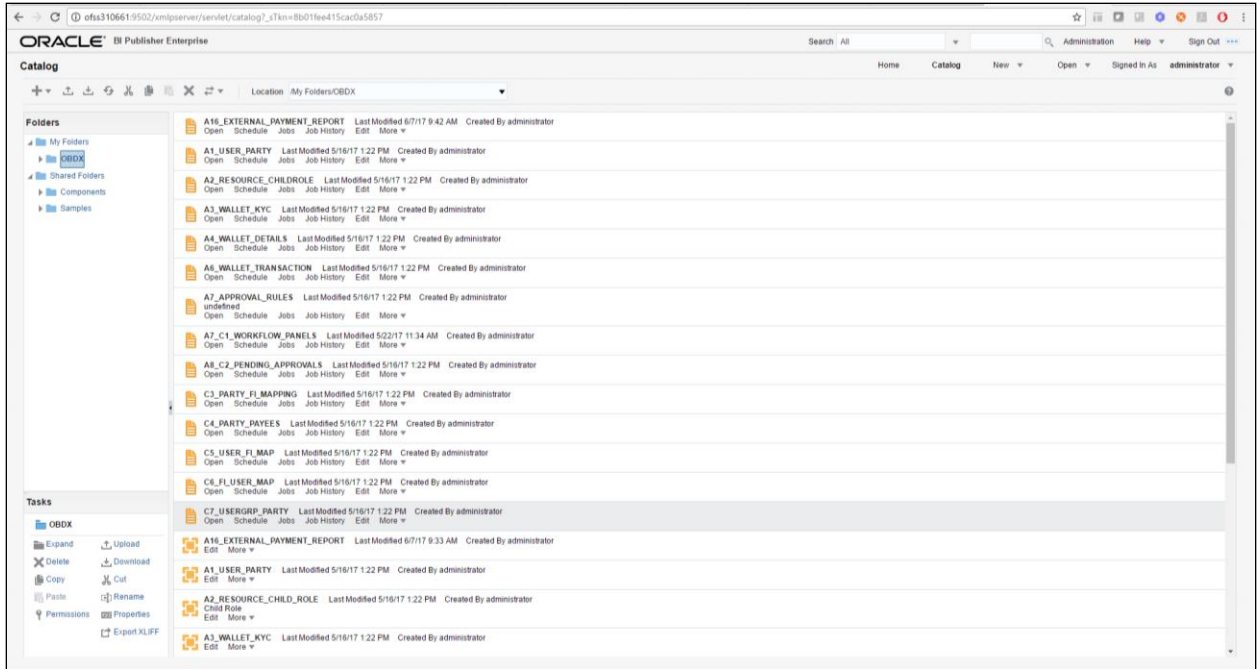 ofss310661:9502/xmlpserver/servlet/catalog?_sTkn=8b01fee415cac0a5857
ORACLE BI Publisher Enterprise Search All Administration Help Sign Out
Catalog Home Catalog New Open Signed In As administrator
Location /My Folders/OBDX
Folders
My Folders
OBDX
Shared Folders
Components
Samples
A16_EXTERNAL_PAYMENT_REPORT Last Modified 6/7/17 9:42 AM Created By administrator
Open Schedule Jobs Job History Edit More
A1_USER_PARTY Last Modified 5/16/17 1:22 PM Created By administrator
Open Schedule Jobs Job History Edit More
A2_RESOURCE_CHILDROLE Last Modified 5/16/17 1:22 PM Created By administrator
Open Schedule Jobs Job History Edit More
A3_WALLET_KYC Last Modified 5/16/17 1:22 PM Created By administrator
Open Schedule Jobs Job History Edit More
A4_WALLET_DETAILS Last Modified 5/16/17 1:22 PM Created By administrator
Open Schedule Jobs Job History Edit More
A6_WALLET_TRANSACTION Last Modified 5/16/17 1:22 PM Created By administrator
Open Schedule Jobs Job History Edit More
A7_APPROVAL_RULES Last Modified 5/16/17 1:22 PM Created By administrator
undefined
Open Schedule Jobs Job History Edit More
A7_C1_WORKFLOW_PANELS Last Modified 5/22/17 11:34 AM Created By administrator
Open Schedule Jobs Job History Edit More
A8_C2_PENDING_APPROVALS Last Modified 5/16/17 1:22 PM Created By administrator
Open Schedule Jobs Job History Edit More
C3_PARTY_FI_MAPPING Last Modified 5/16/17 1:22 PM Created By administrator
Open Schedule Jobs Job History Edit More
C4_PARTY_PAYEES Last Modified 5/16/17 1:22 PM Created By administrator
Open Schedule Jobs Job History Edit More
C5_USER_FI_MAP Last Modified 5/16/17 1:22 PM Created By administrator
Open Schedule Jobs Job History Edit More
C6_FI_USER_MAP Last Modified 5/16/17 1:22 PM Created By administrator
Open Schedule Jobs Job History Edit More
C7_USERGRP_PARTY Last Modified 5/16/17 1:22 PM Created By administrator
Open Schedule Jobs Job History Edit More
A16_EXTERNAL_PAYMENT_REPORT Last Modified 6/7/17 9:33 AM Created By administrator
Edit More
A1_USER_PARTY Last Modified 5/16/17 1:22 PM Created By administrator
Edit More
A2_RESOURCE_CHILD_ROLE Last Modified 5/16/17 1:22 PM Created By administrator
Child Role
Edit More
A3_WALLET_KYC Last Modified 5/16/17 1:22 PM Created By administrator
Edit More
Tasks
OBDX
Expand Upload
Delete Download
Copy Cut
Paste Rename
Permissions Properties
Export XLIFF